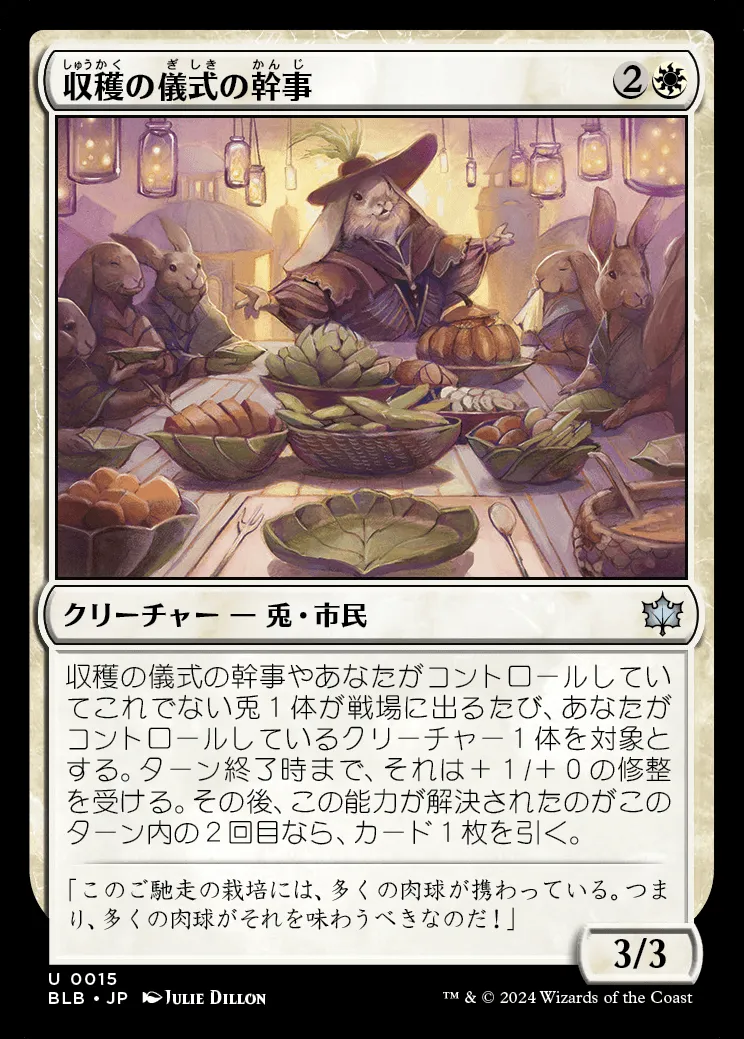 しゅうかく ぎしき かんじ
収穫の儀式の幹事 2
クリーチャー — 兎・市民
収穫の儀式の幹事やあなたがコントロールしてい
てこれでない兎１体が戦場に出るたび、あなたが
コントロールしているクリーチャー１体を対象と
する。ターン終了時まで、それは＋１/＋０の修整
を受ける。その後、この能力が解決されたのがこの
ターン内の２回目なら、カード１枚を引く。
「このご馳走の栽培には、多くの肉球が携わっている。つま
り、多くの肉球がそれを味わうべきなのだ！」
3/3
U 0015
BLB • JP JULIE DILLON
™ & © 2024 Wizards of the Coast